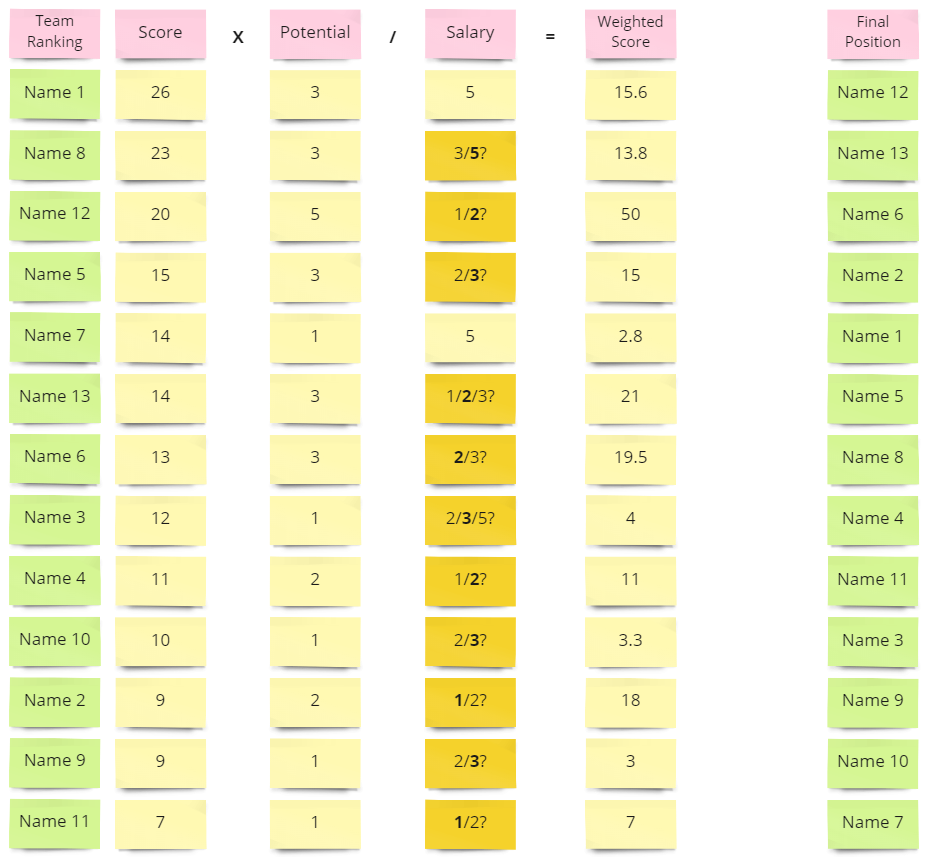 Team Ranking Score X Potential / Salary = Weighted Score Final Position
Name 1 26 3 5 15.6 Name 12
Name 8 23 3 3/5? 13.8 Name 13
Name 12 20 5 1/2? 50 Name 6
Name 5 15 3 2/3? 15 Name 2
Name 7 14 1 5 2.8 Name 1
Name 13 14 3 1/2/3? 21 Name 5
Name 6 13 3 2/3? 19.5 Name 8
Name 3 12 1 2/3/5? 4 Name 4
Name 4 11 2 1/2? 11 Name 11
Name 10 10 1 2/3? 3.3 Name 3
Name 2 9 2 1/2? 18 Name 9
Name 9 9 1 2/3? 3 Name 10
Name 11 7 1 1/2? 7 Name 7